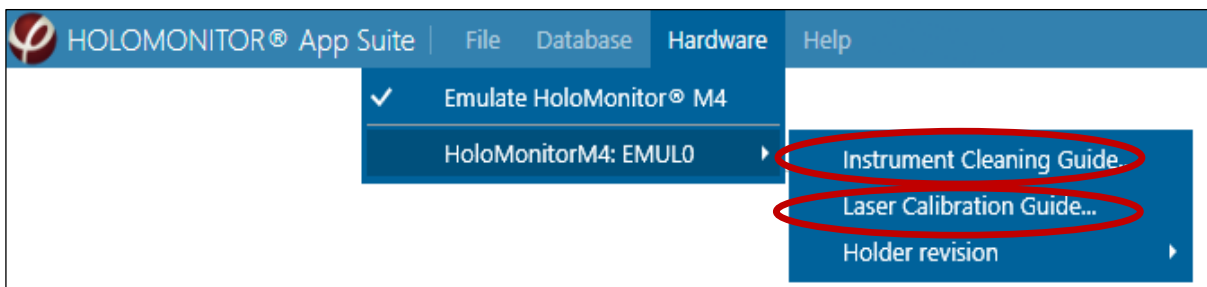 HOLOMONITOR® App Suite File Database Hardware Help
✓ Emulate HoloMonitor® M4
HoloMonitorM4: EMUL0
Instrument Cleaning Guide...
Laser Calibration Guide...
Holder revision